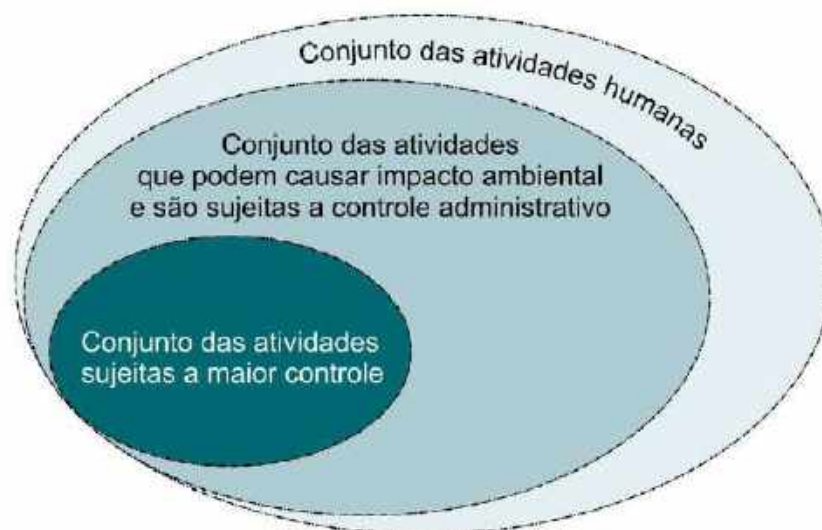 Conjunto das atividades humanas
Conjunto das atividades
que podem causar impacto ambiental
e são sujeitas a controle administrativo
Conjunto das atividades
sujeitas a maior controle